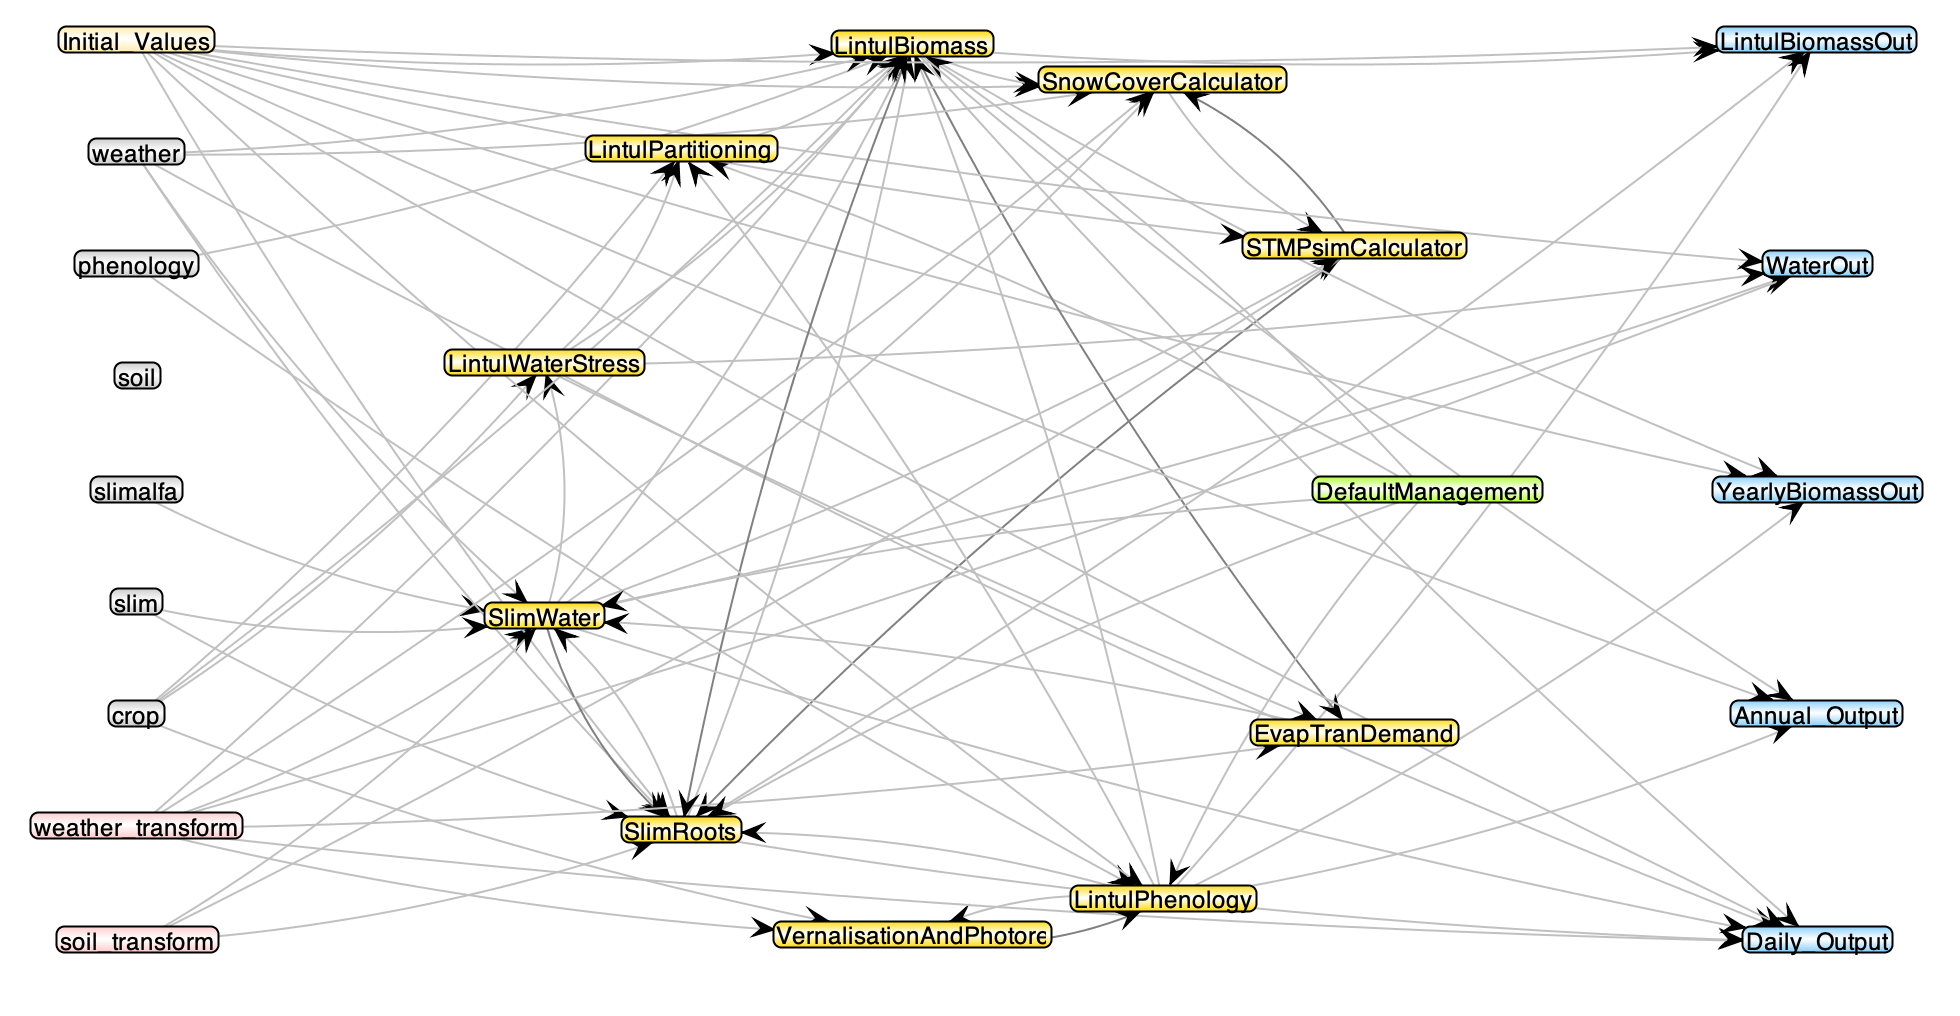 Initial_Values
LintulBiomass
LintulBiomassOut
SnowCoverCalculator
weather
LintulPartitioning
STMPsimCalculator
phenology
WaterOut
soil
LintulWaterStress
slimalfa
DefaultManagement
YearlyBiomassOut
slim
SlimWater
crop
EvapTranDemand
Annual_Output
weather_transform
SlimRoots
LintulPhenology
soil_transform
VernalisationAndPhotore
Daily_Output